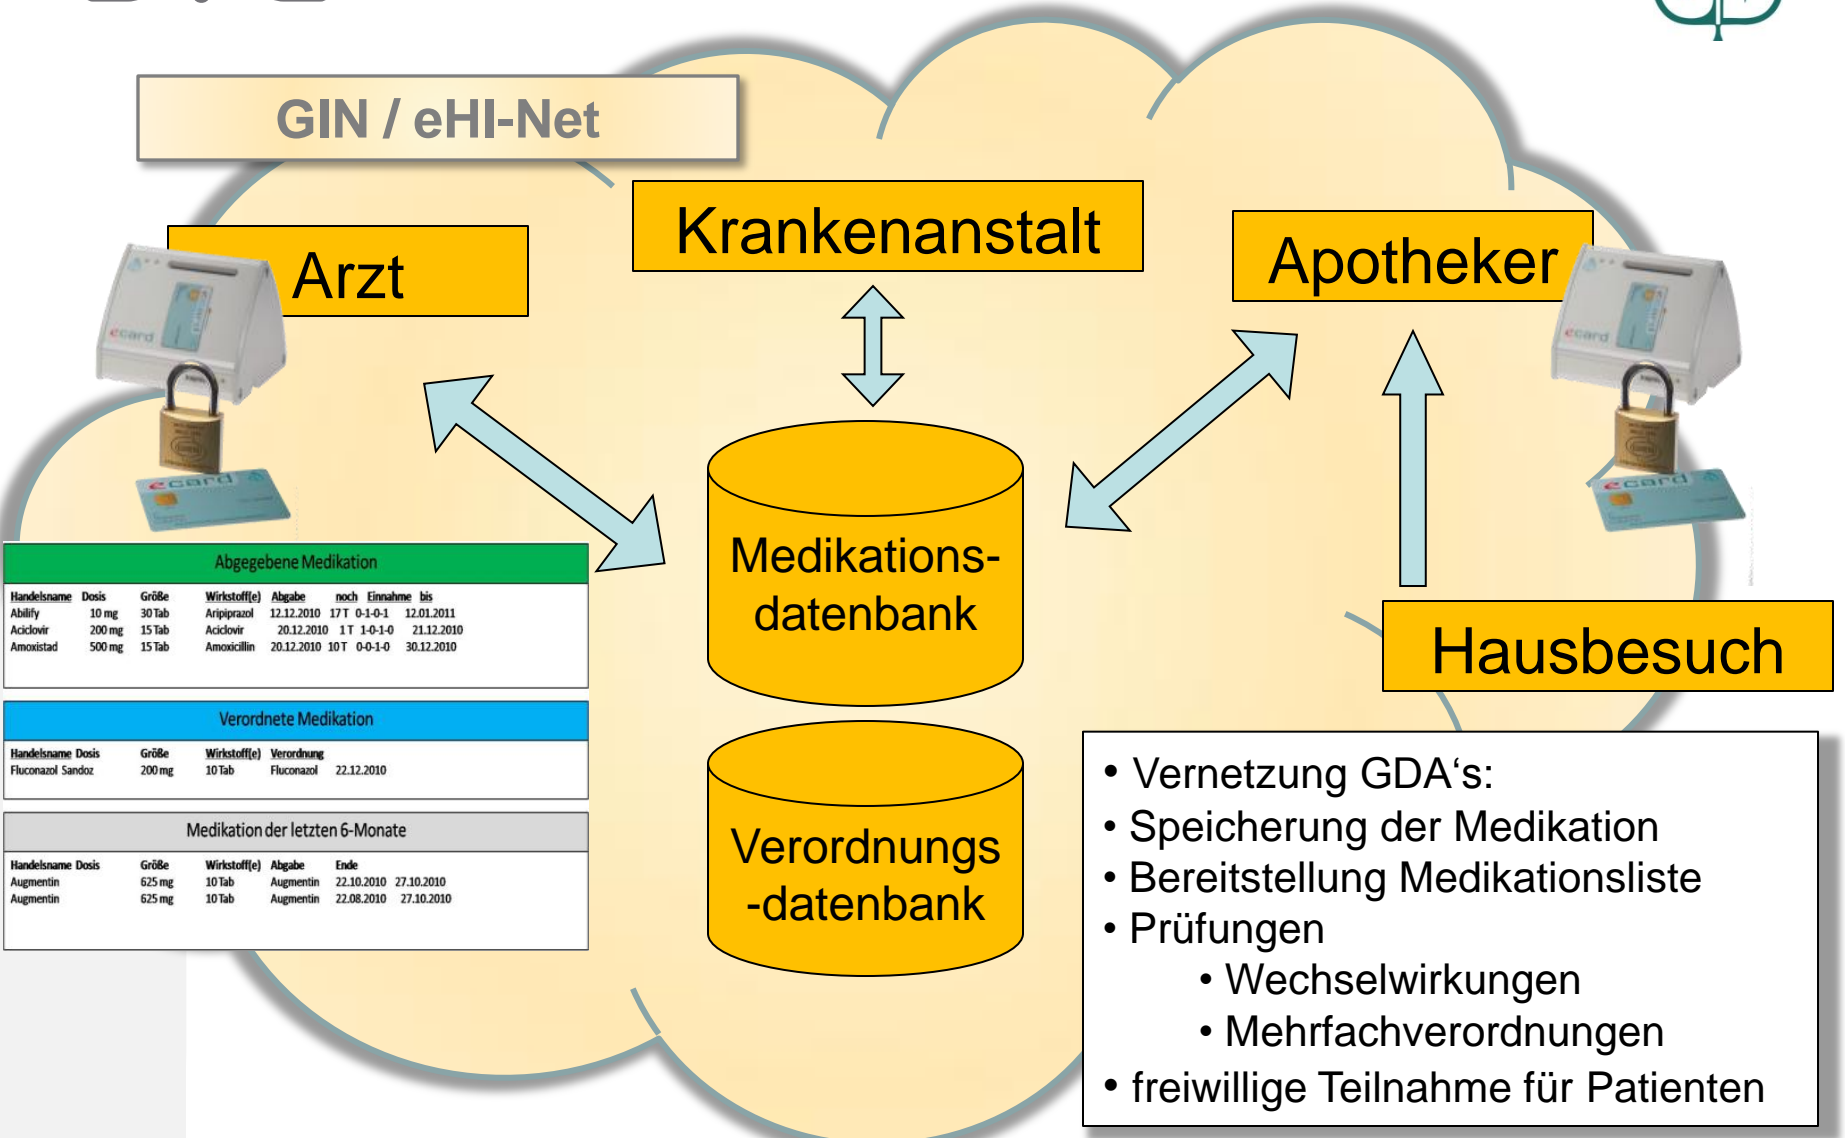 GIN / eHI-Net
Krankenanstalt
Arzt
Apotheker
ecard
ecard
ecard
ecard
Medikations-
datenbank
Hausbesuch
Abgegebene Medikation
Handelsname Dosis Größe Wirkstoff(e) Abgabe noch Einnahme bis
Abilify 10 mg 30 Tab Aripiprazol 12.12.2010 17 T 0-1-0-1 12.01.2011
Aciclovir 200 mg 15 Tab Aciclovir 20.12.2010 1 T 1-0-1-0 21.12.2010
Amoxistad 500 mg 15 Tab Amoxicillin 20.12.2010 10 T 0-0-1-0 30.12.2010
Verordnete Medikation
Handelsname Dosis Größe Wirkstoff(e) Verordnung
Fluconazol Sandoz 200 mg 10 Tab Fluconazol 22.12.2010
Medikation der letzten 6-Monate
Handelsname Dosis Größe Wirkstoff(e) Abgabe Ende
Augmentin 625 mg 10 Tab Augmentin 22.10.2010 27.10.2010
Augmentin 625 mg 10 Tab Augmentin 22.08.2010 27.10.2010
Verordnungs
-datenbank
• Vernetzung GDA‘s:
• Speicherung der Medikation
• Bereitstellung Medikationsliste
• Prüfungen
• Wechselwirkungen
• Mehrfachverordnungen
• freiwillige Teilnahme für Patienten